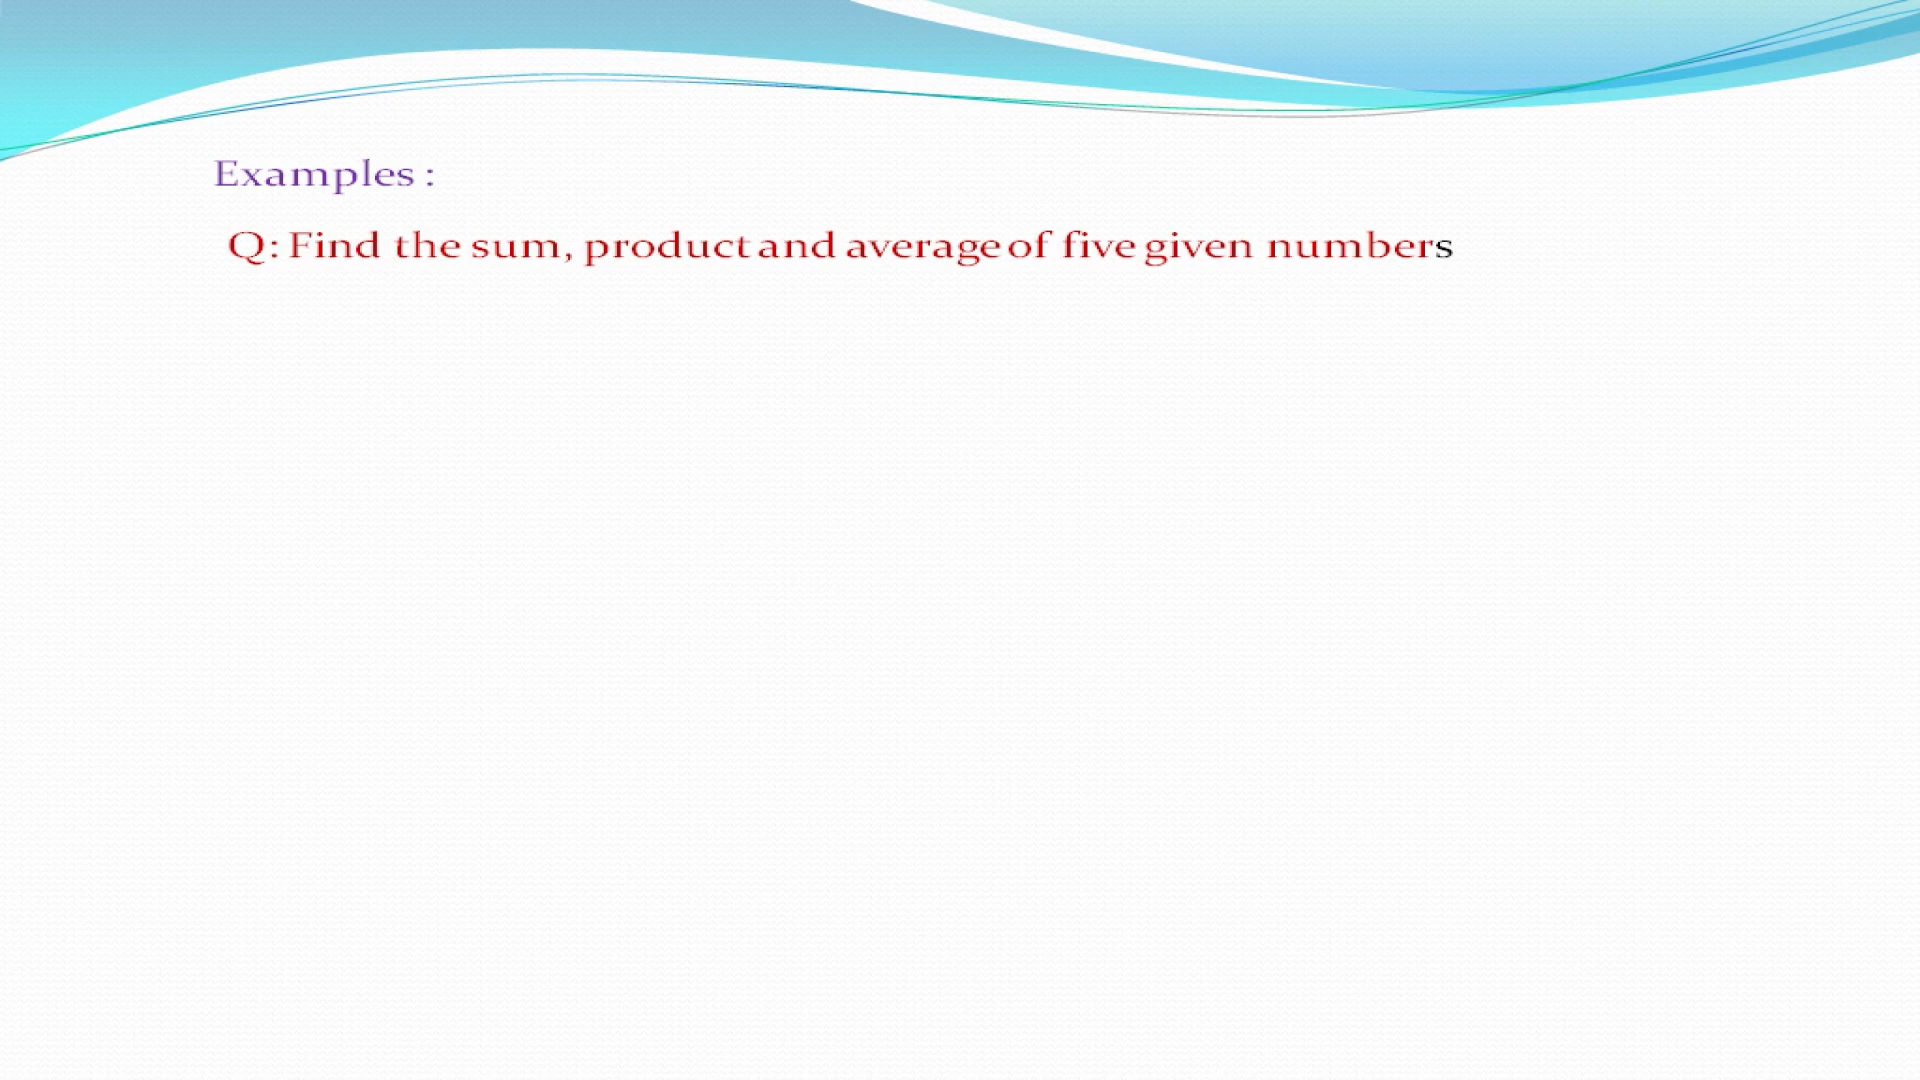 Examples :
Q: Find the sum, product and average of five given numbers